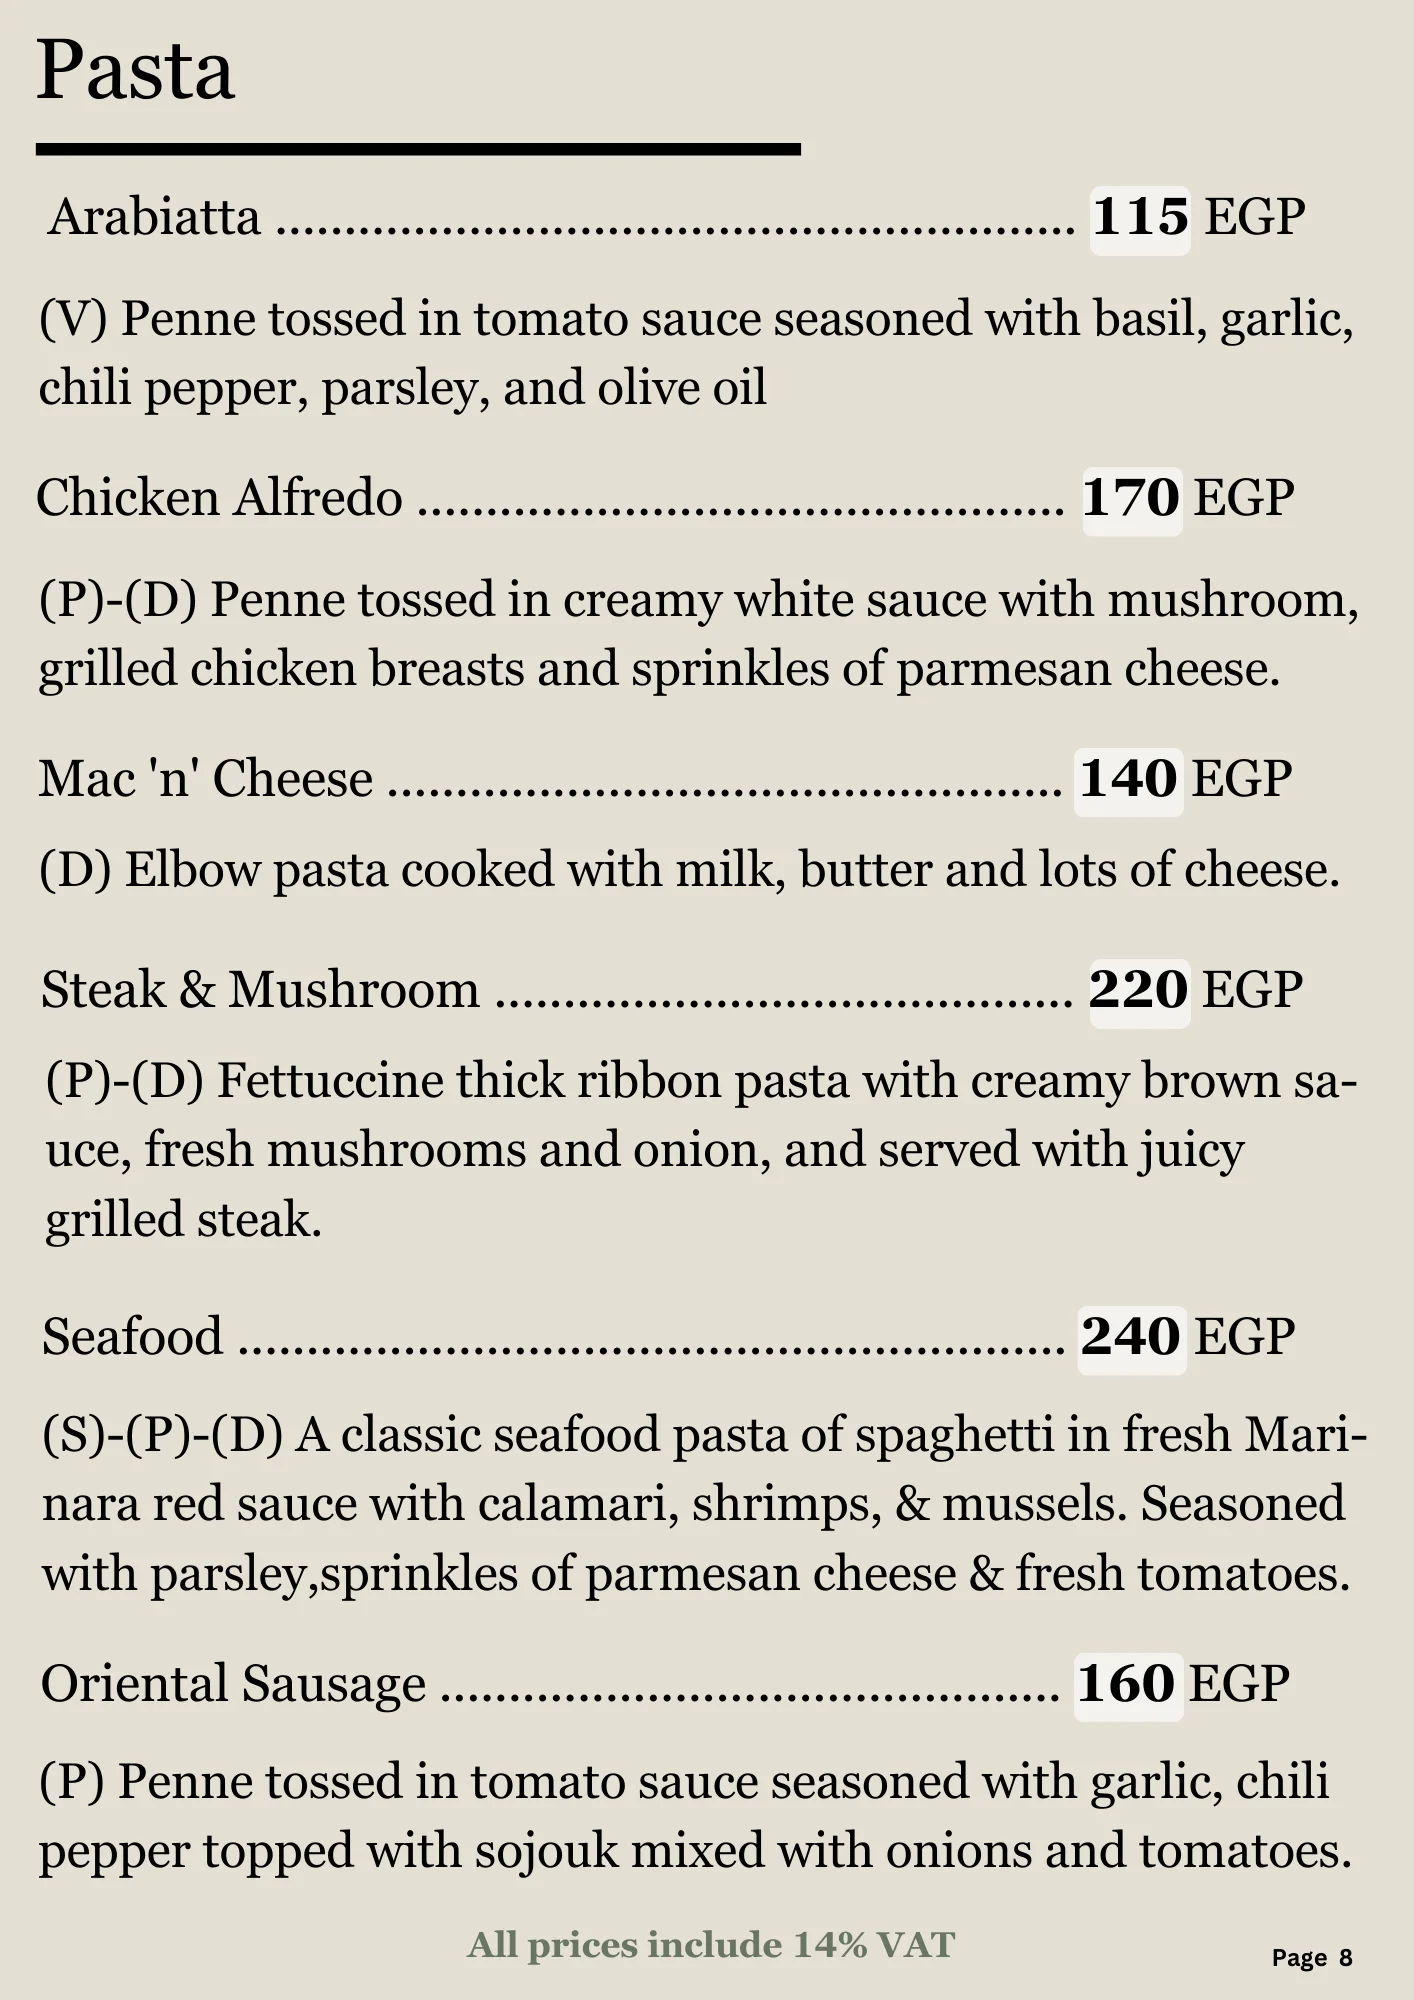 Pasta
Arabiatta .......................................................... 115 EGP
(V) Penne tossed in tomato sauce seasoned with basil, garlic,
chili pepper, parsley, and olive oil
Chicken Alfredo ............................................... 170 EGP
(P)-(D) Penne tossed in creamy white sauce with mushroom,
grilled chicken breasts and sprinkles of parmesan cheese.
Mac 'n' Cheese ................................................. 140 EGP
(D) Elbow pasta cooked with milk, butter and lots of cheese.
Steak & Mushroom .......................................... 220 EGP
(P)-(D) Fettuccine thick ribbon pasta with creamy brown sa-
uce, fresh mushrooms and onion, and served with juicy
grilled steak.
Seafood ............................................................ 240 EGP
(S)-(P)-(D) A classic seafood pasta of spaghetti in fresh Mari-
nara red sauce with calamari, shrimps, & mussels. Seasoned
with parsley,sprinkles of parmesan cheese & fresh tomatoes.
Oriental Sausage ............................................. 160 EGP
(P) Penne tossed in tomato sauce seasoned with garlic, chili
pepper topped with sojouk mixed with onions and tomatoes.
All prices include 14% VAT
Page 8